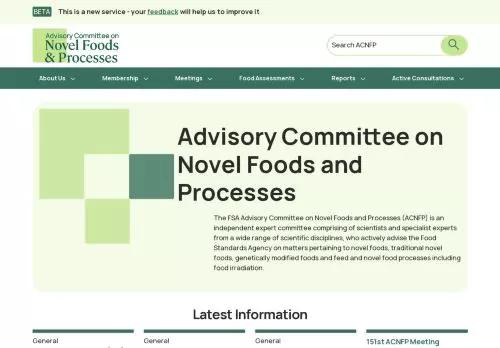 BETA This is a new service - your feedback will help us to improve it
Advisory Committee on
Novel Foods
& Processes
Search ACNFP
About Us Membership Meetings Food Assessments Reports Active Consultations
Advisory Committee on
Novel Foods and
Processes
The FSA Advisory Committee on Novel Foods and Processes (ACNFP) is an
independent expert committee comprising of scientists and specialist experts
from a wide range of scientific disciplines, who actively advise the Food
Standards Agency on matters pertaining to novel foods, traditional novel
foods, genetically modified foods and feed and novel food processes including
food irradiation.
Latest Information
General General General 151st ACNFP Meeting